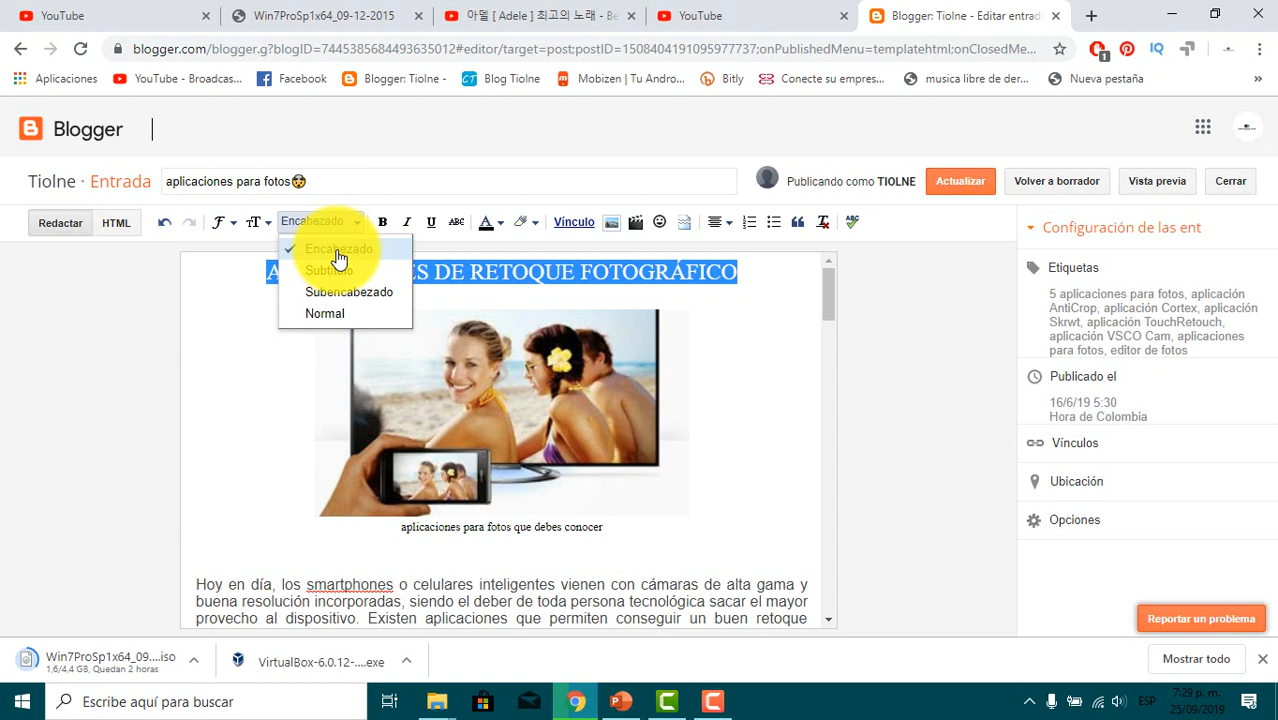 YouTube
Win7ProSp1x64_09-12-2015
아델 [ Adele ] 최고의 노래 - Be
YouTube
Blogger: Tiolne - Editar entrada
blogger.com/blogger.g?blogID=7445385684493635012#editor/target=post;postID=1508404191095977737;onPublishedMenu=templatehtml;onClosedMe...
1
Aplicaciones
YouTube - Broadcas...
Facebook
Blogger: Tiolne -
Blog Tiolne
Mobizen | Tu Andro...
Bitly
Conecte su empres...
musica libre de der...
Nueva pestaña
Blogger
Tiolne · Entrada
aplicaciones para fotos
Publicando como TIOLNE
Actualizar
Volver a borrador
Vista previa
Cerrar
Redactar
HTML
Encabezado
B I U ABC
A
Vínculo
Encabezado
Subtítulo
Subencabezado
Normal
DE RETOQUE FOTOGRÁFICO
aplicaciones para fotos que debes conocer
Hoy en día, los smartphones o celulares inteligentes vienen con cámaras de alta gama y
buena resolución incorporadas, siendo el deber de toda persona tecnológica sacar el mayor
provecho al dispositivo. Existen aplicaciones que permiten conseguir un buen retoque
Configuración de las ent
Etiquetas
5 aplicaciones para fotos, aplicación
AntiCrop, aplicación Cortex, aplicación
Skrwt, aplicación TouchRetouch,
aplicación VSCO Cam, aplicaciones
para fotos, editor de fotos
Publicado el
16/6/19 5:30
Hora de Colombia
Vínculos
Ubicación
Opciones
Reportar un problema
Win7ProSp1x64_09....iso
1,6/4,4 GB, Quedan 2 horas
VirtualBox-6.0.12-....exe
Mostrar todo
Escribe aquí para buscar
ESP
7:29 p. m.
25/09/2019